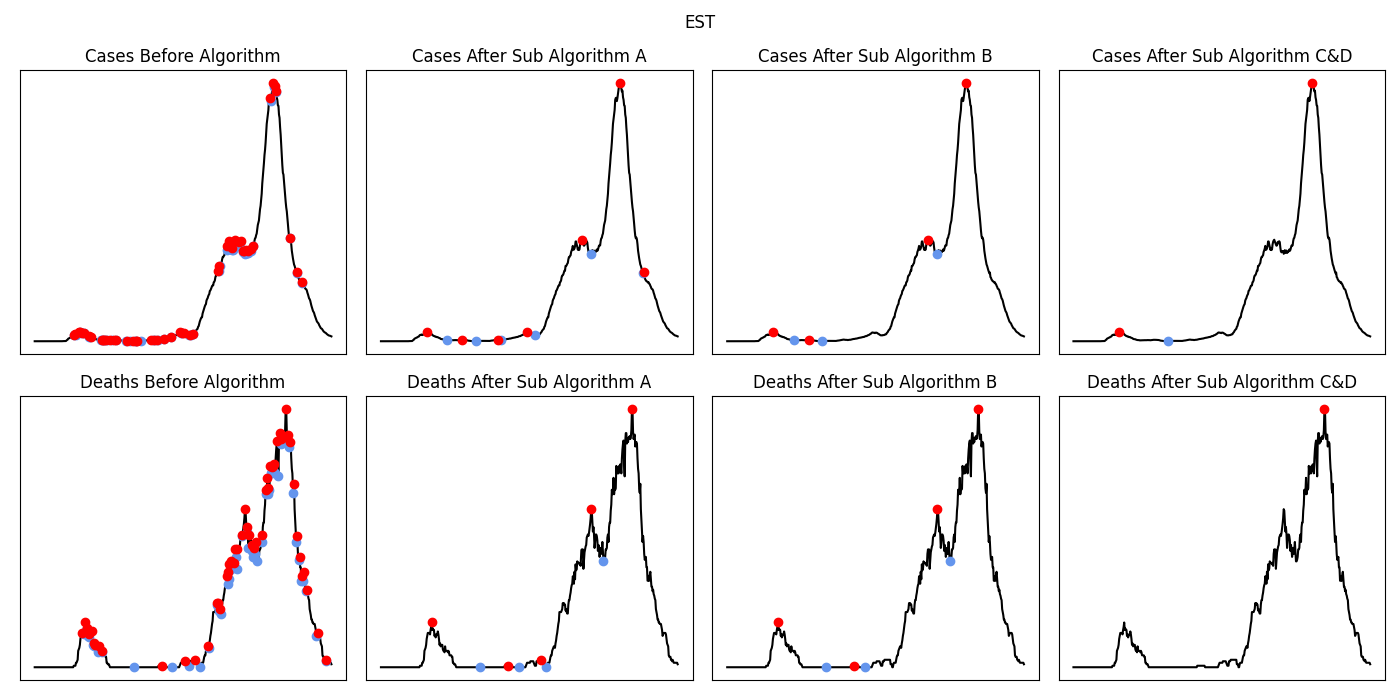 EST
Cases Before Algorithm
Cases After Sub Algorithm A
Cases After Sub Algorithm B
Cases After Sub Algorithm C&D
Deaths Before Algorithm
Deaths After Sub Algorithm A
Deaths After Sub Algorithm B
Deaths After Sub Algorithm C&D